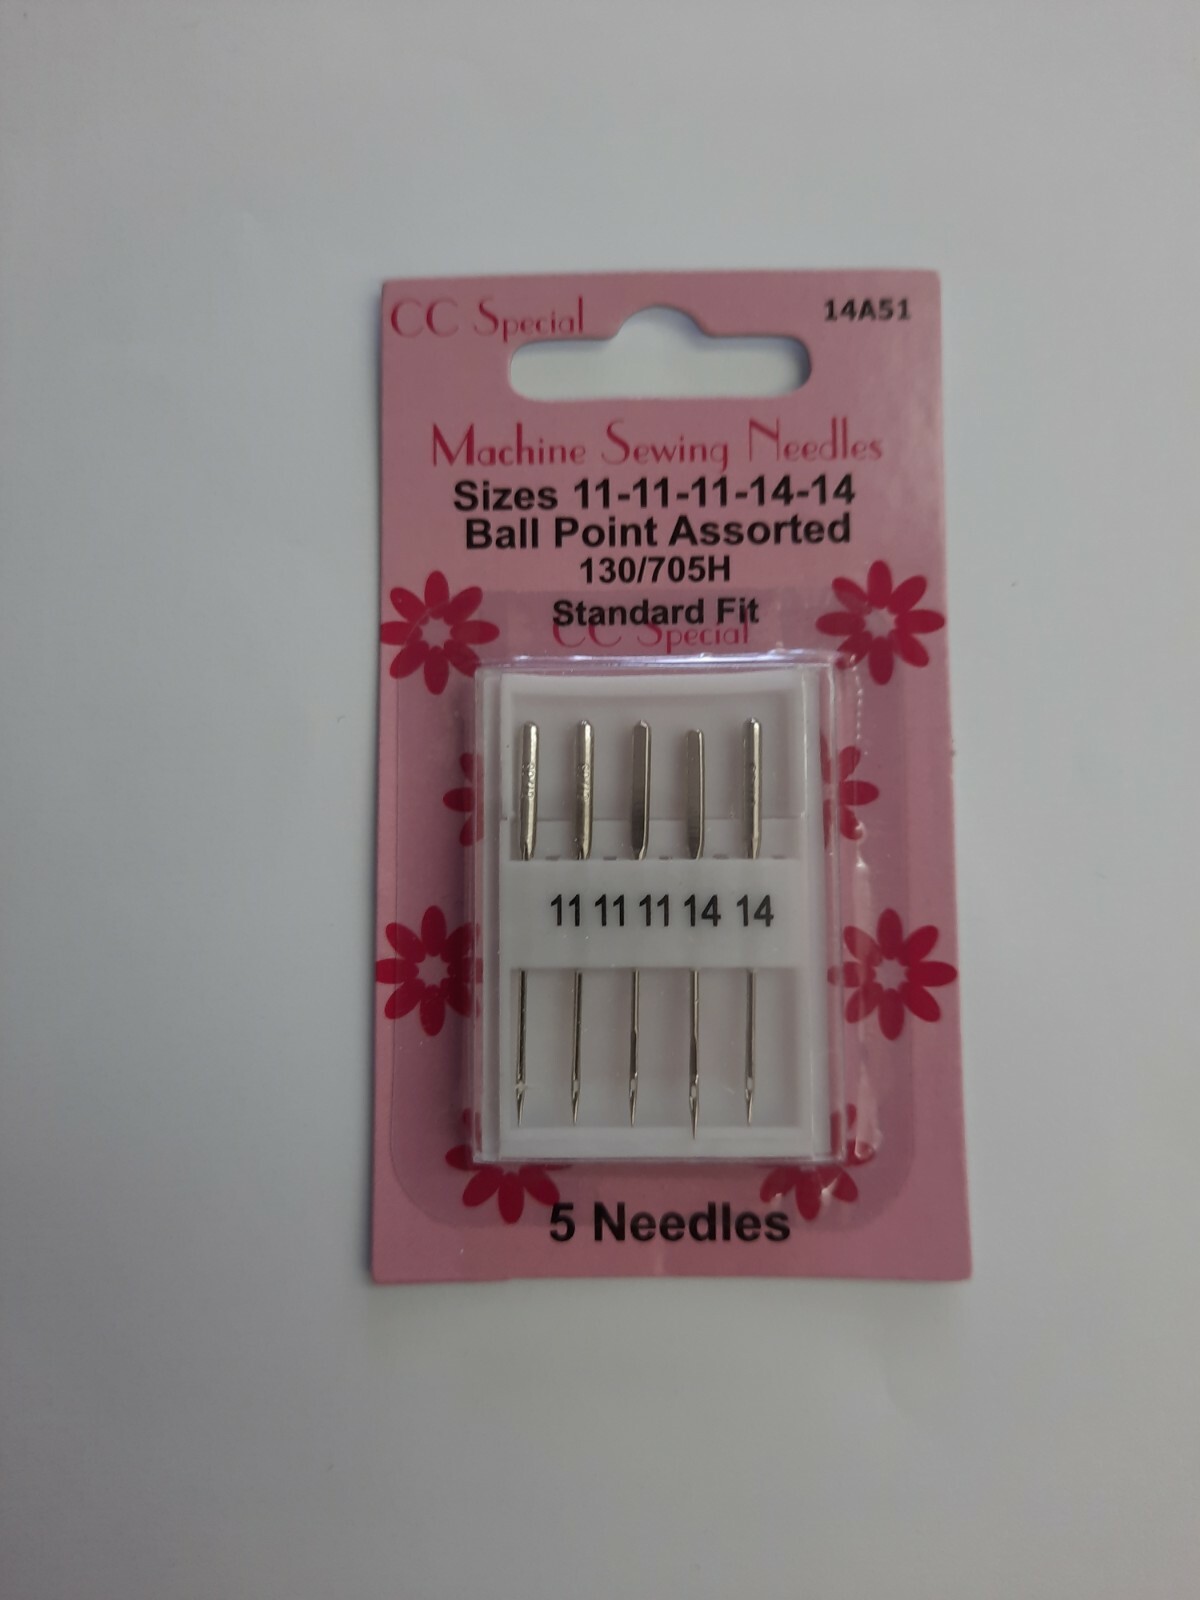 CC Special
14A51
Machine Sewing Needles
Sizes 11-11-11-14-14
Ball Point Assorted
130/705H
Standard Fit
CC Special
11 11 11 14 14
5 Needles